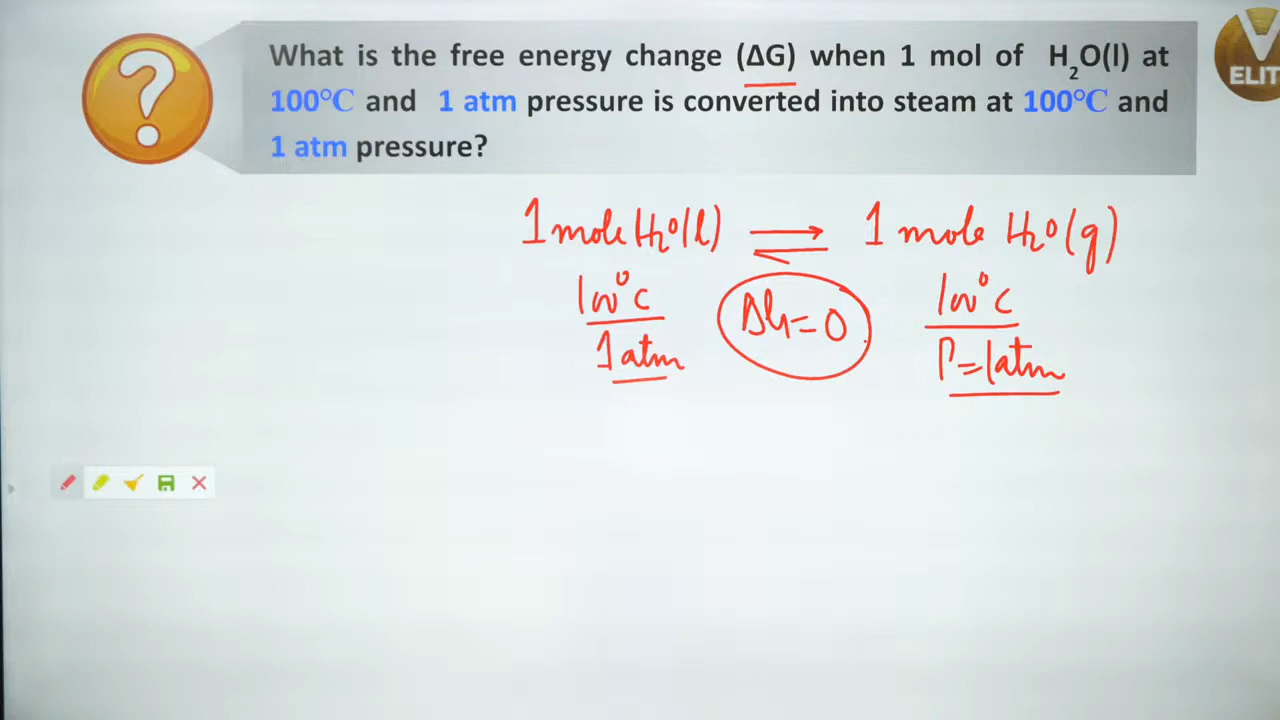 What is the free energy change (ΔG) when 1 mol of H₂O(l) at
100°C and 1 atm pressure is converted into steam at 100°C and
1 atm pressure?
V
ELIT
1 mole H₂O(l) ⇌ 1 mole H₂O(g)
100°C ΔG=0 100°C
1 atm P=1atm